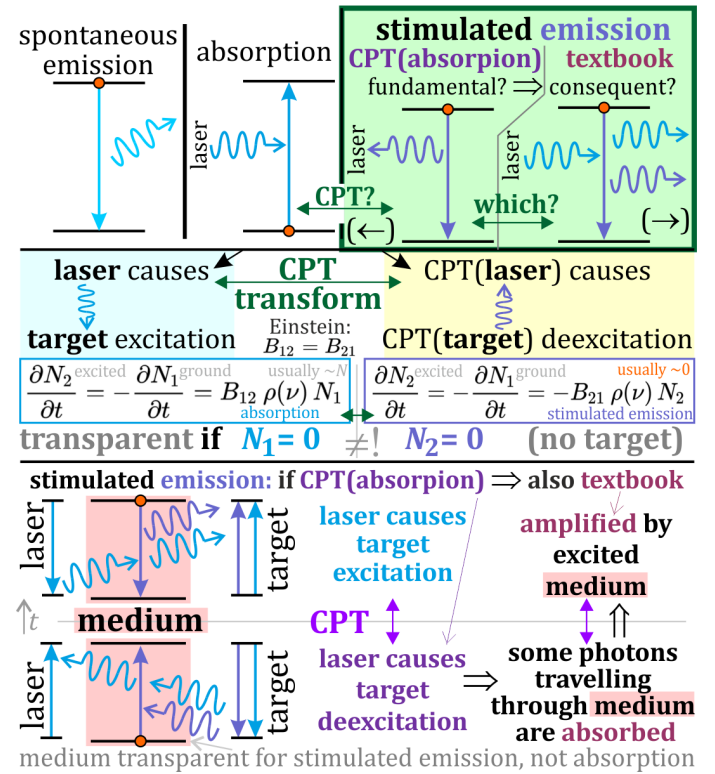 spontaneous
emission
absorption
stimulated emission
CPT(absorpion) textbook
fundamental? ⇒ consequent?
laser
laser
laser
CPT?
which?
(←)
(→)
laser causes
CPT
transform
CPT(laser) causes
target excitation
Einstein:
B₁₂ = B₂₁
CPT(target) deexcitation
∂N₂/∂t excited = −∂N₁/∂t ground = B₁₂ ρ(ν) N₁ usually ~N
absorption
∂N₂/∂t excited = −∂N₁/∂t ground = −B₂₁ ρ(ν) N₂ usually ~0
stimulated emission
transparent if N₁ = 0 ≠! N₂ = 0 (no target)
stimulated emission: if CPT(absorpion) ⇒ also textbook
laser
target
laser causes
target
excitation
amplified by
excited
medium
↑t
medium
CPT
⇑
laser
target
laser causes
target
deexcitation
⇒
some photons
travelling
through medium
are absorbed
medium transparent for stimulated emission, not absorption